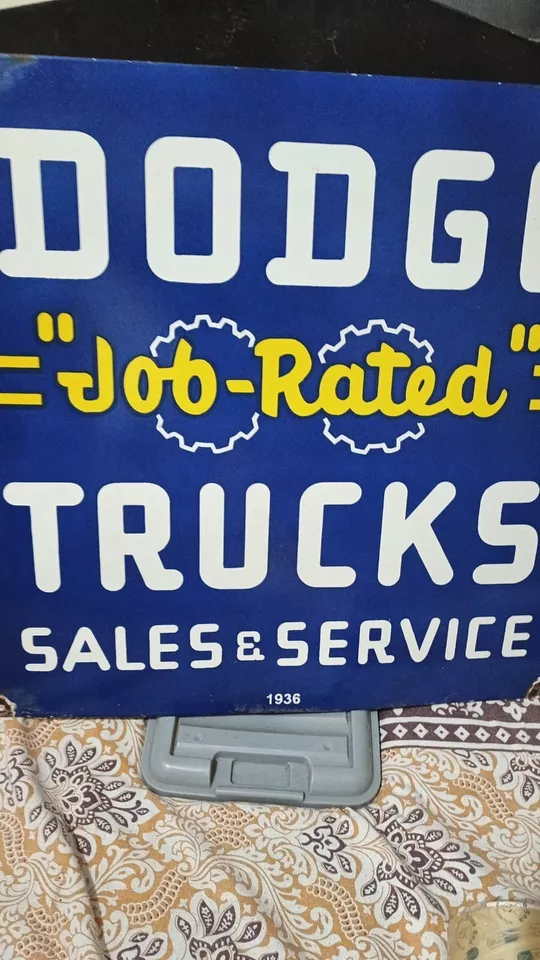 DODG
"Job-Rated"
TRUCKS
SALES & SERVICE
1936